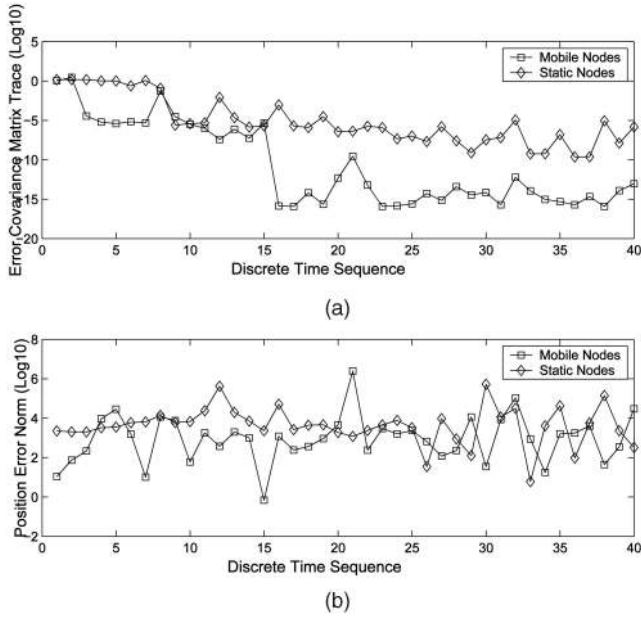 Error Covariance Matrix Trace (Log10)
5
0
-5
-10
-15
-20
Mobile Nodes
Static Nodes
0 5 10 15 20 25 30 35 40
Discrete Time Sequence
(a)
Position Error Norm (Log10)
8
6
4
2
0
-2
Mobile Nodes
Static Nodes
0 5 10 15 20 25 30 35 40
Discrete Time Sequence
(b)